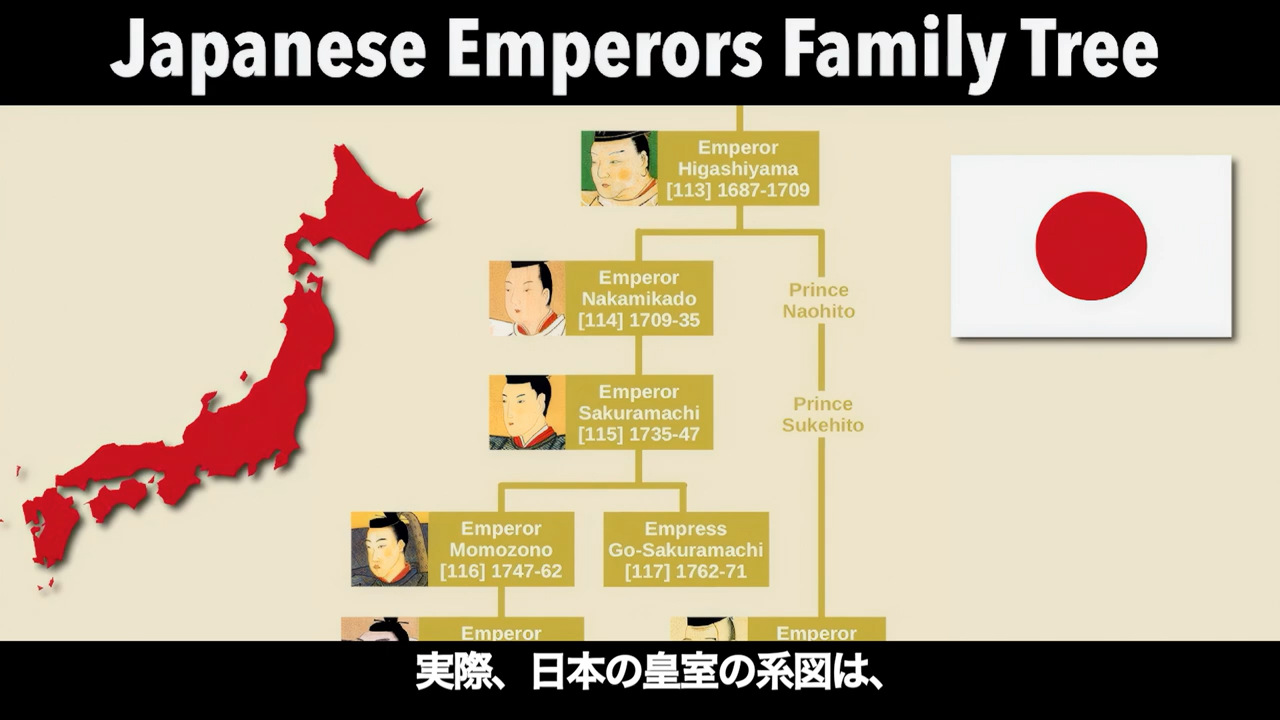 Japanese Emperors Family Tree
Emperor
Higashiyama
[113] 1687-1709
Emperor
Nakamikado
[114] 1709-35
Prince
Naohito
Emperor
Sakuramachi
[115] 1735-47
Prince
Sukehito
Emperor
Momozono
[116] 1747-62
Empress
Go-Sakuramachi
[117] 1762-71
Emperor
Emperor
実際、日本の皇室の系図は、